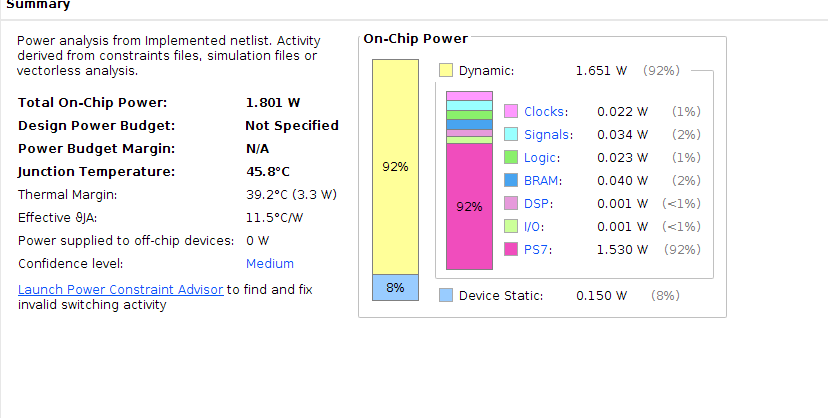 Summary
Power analysis from Implemented netlist. Activity
derived from constraints files, simulation files or
vectorless analysis.
Total On-Chip Power: 1.801 W
Design Power Budget: Not Specified
Power Budget Margin: N/A
Junction Temperature: 45.8°C
Thermal Margin: 39.2°C (3.3 W)
Effective ϑJA: 11.5°C/W
Power supplied to off-chip devices: 0 W
Confidence level: Medium
Launch Power Constraint Advisor to find and fix
invalid switching activity
On-Chip Power
92%
8%
Dynamic: 1.651 W (92%)
92%
Clocks: 0.022 W (1%)
Signals: 0.034 W (2%)
Logic: 0.023 W (1%)
BRAM: 0.040 W (2%)
DSP: 0.001 W (<1%)
I/O: 0.001 W (<1%)
PS7: 1.530 W (92%)
Device Static: 0.150 W (8%)